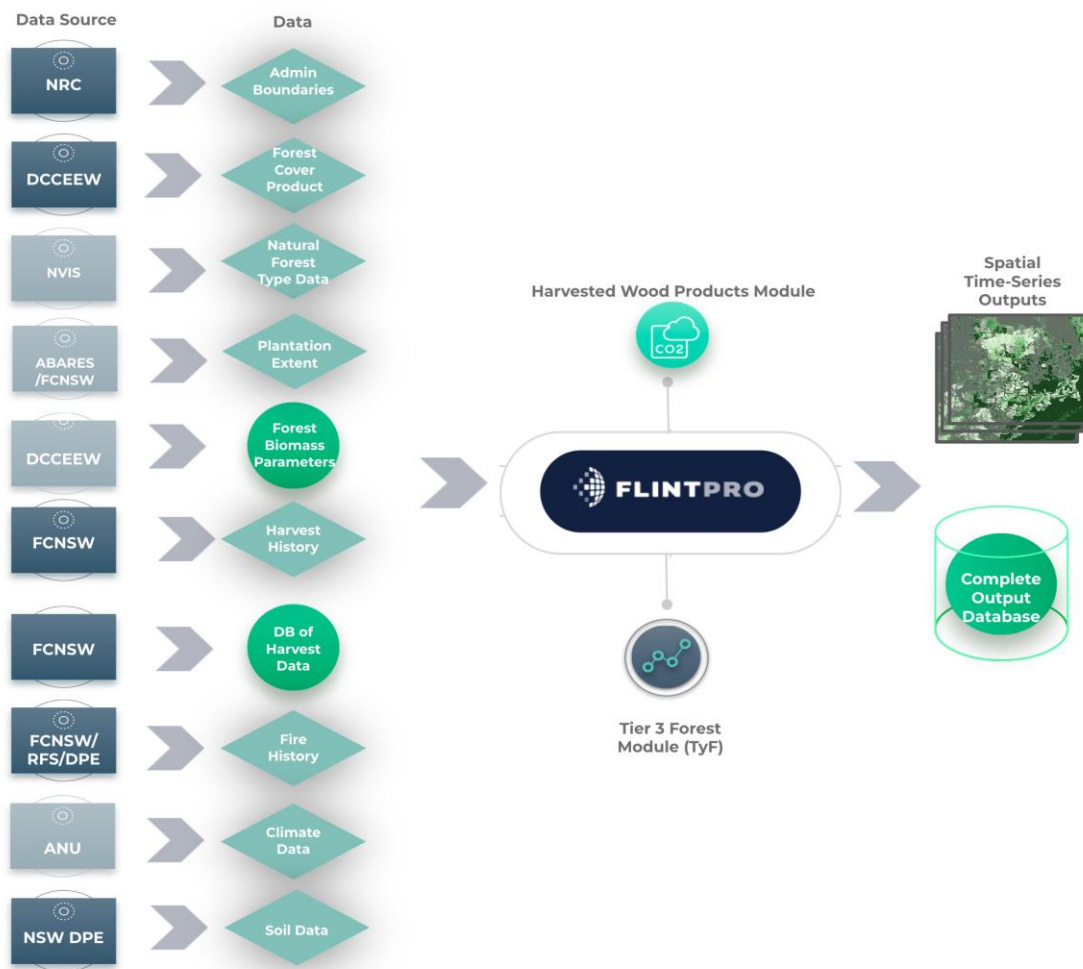 Data Source
Data
NRC
Admin
Boundaries
DCCEEW
Forest
Cover
Product
NVIS
Natural
Forest
Type Data
ABARES
/FCNSW
Plantation
Extent
DCCEEW
Forest
Biomass
Parameters
FCNSW
Harvest
History
FCNSW
DB of
Harvest
Data
FCNSW/
RFS/DPE
Fire
History
ANU
Climate
Data
NSW DPE
Soil Data
Harvested Wood Products Module
CO2
FLINTPRO
Tier 3 Forest
Module (TyF)
Spatial
Time-Series
Outputs
Complete
Output
Database